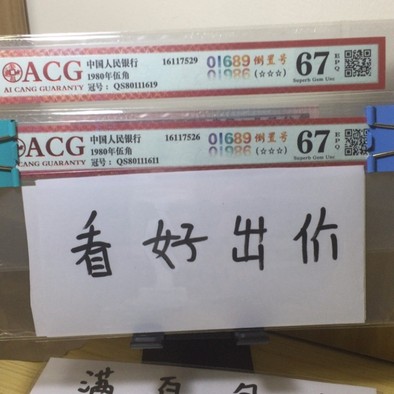 ACG
AI CANG GUARANTY
中国人民银行
1980年伍角
冠号：QS80111619
16117529
01689 倒置号
01986 (☆☆☆)
67 EPQ
Superb Gem Unc
ACG
CANG GUARANTY
中国人民银行
1980年伍角
冠号：QS80111611
16117526
01689 倒置号
01986 (☆☆☆)
67 EPQ
Superb Gem Unc
看好出价
满百包